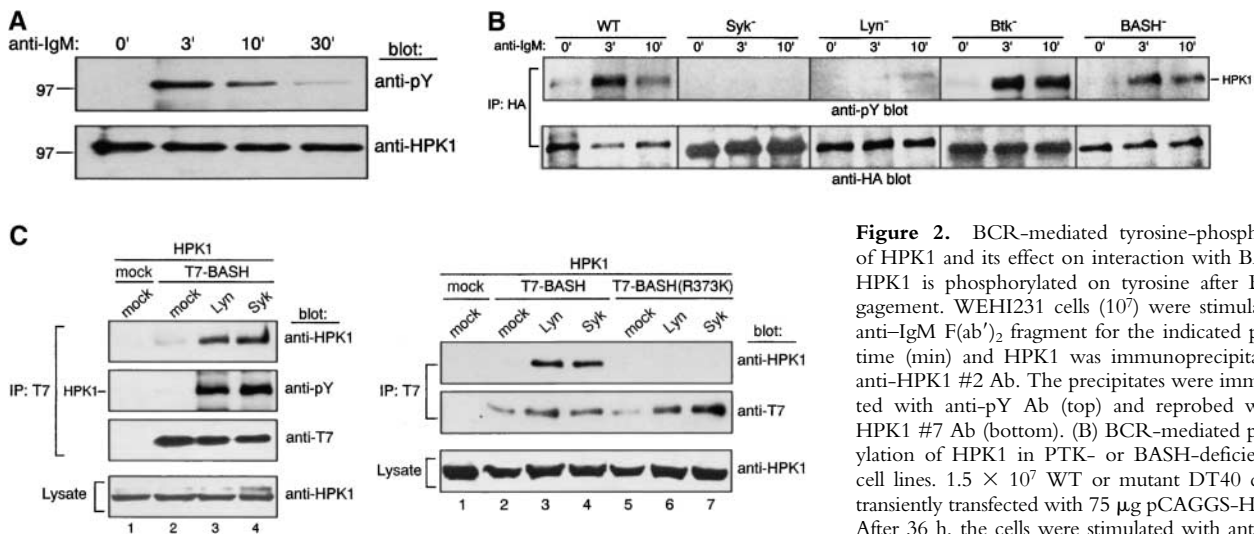 A
anti-IgM: 0' 3' 10' 30' blot:
97 anti-pY
97 anti-HPK1
B
WT Syk⁻ Lyn⁻ Btk⁻ BASH⁻
anti-IgM: 0' 3' 10' 0' 3' 10' 0' 3' 10' 0' 3' 10' 0' 3' 10'
IP: HA
HPK1
anti-pY blot
anti-HA blot
C
HPK1
mock T7-BASH
mock mock Lyn Syk blot:
IP: T7
anti-HPK1
HPK1 anti-pY
anti-T7
Lysate anti-HPK1
1 2 3 4
HPK1
mock T7-BASH T7-BASH(R373K)
mock mock Lyn Syk mock Lyn Syk blot:
IP: T7
anti-HPK1
anti-T7
Lysate anti-HPK1
1 2 3 4 5 6 7
Figure 2. BCR-mediated tyrosine-phosph
of HPK1 and its effect on interaction with BA
HPK1 is phosphorylated on tyrosine after B
gagement. WEHI231 cells (10⁷) were stimula
anti–IgM F(ab′)₂ fragment for the indicated p
time (min) and HPK1 was immunoprecipita
anti-HPK1 #2 Ab. The precipitates were imm
ted with anti-pY Ab (top) and reprobed w
HPK1 #7 Ab (bottom). (B) BCR-mediated p
ylation of HPK1 in PTK- or BASH-deficie
cell lines. 1.5 × 10⁷ WT or mutant DT40 c
transiently transfected with 75 μg pCAGGS-H
After 36 h, the cells were stimulated with ant